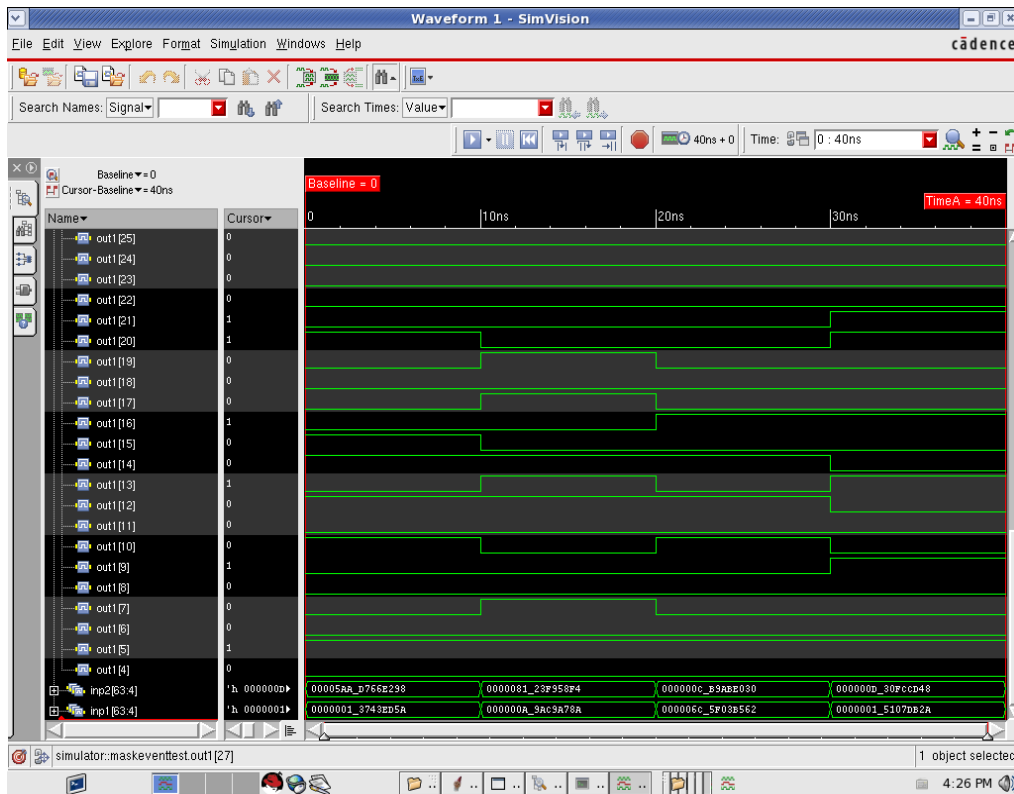 Waveform 1 - SimVision
File Edit View Explore Format Simulation Windows Help cādence
Search Names: Signal Search Times: Value
40ns + 0 Time: 0 : 40ns
Baseline = 0
Cursor-Baseline = 40ns
Baseline = 0
TimeA = 40ns
Name Cursor 0 10ns 20ns 30ns
out1[25] 0
out1[24] 0
out1[23] 0
out1[22] 0
out1[21] 1
out1[20] 1
out1[19] 0
out1[18] 0
out1[17] 0
out1[16] 1
out1[15] 0
out1[14] 0
out1[13] 1
out1[12] 0
out1[11] 0
out1[10] 0
out1[9] 1
out1[8] 0
out1[7] 0
out1[6] 0
out1[5] 1
out1[4] 0
inp2[63:4] 'h 000000D 00005AA_D766E298 0000081_23F958F4 000000C_B9ABE030 000000D_30FCCD48
inp1[63:4] 'h 0000001 0000001_3743ED5A 000000A_9AC9A78A 000006C_5F03B562 0000001_5107DB2A
simulator::maskeventtest.out1[27] 1 object selected
4:26 PM